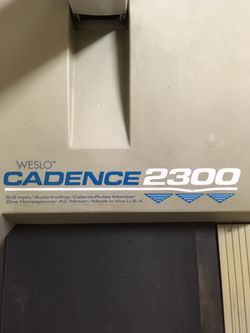 WESLO™
CADENCE 2300
5.0 mph/Auto Incline/Calorie-Pulse Monitor
One Horsepower AC Motor/Made in the U.S.A.